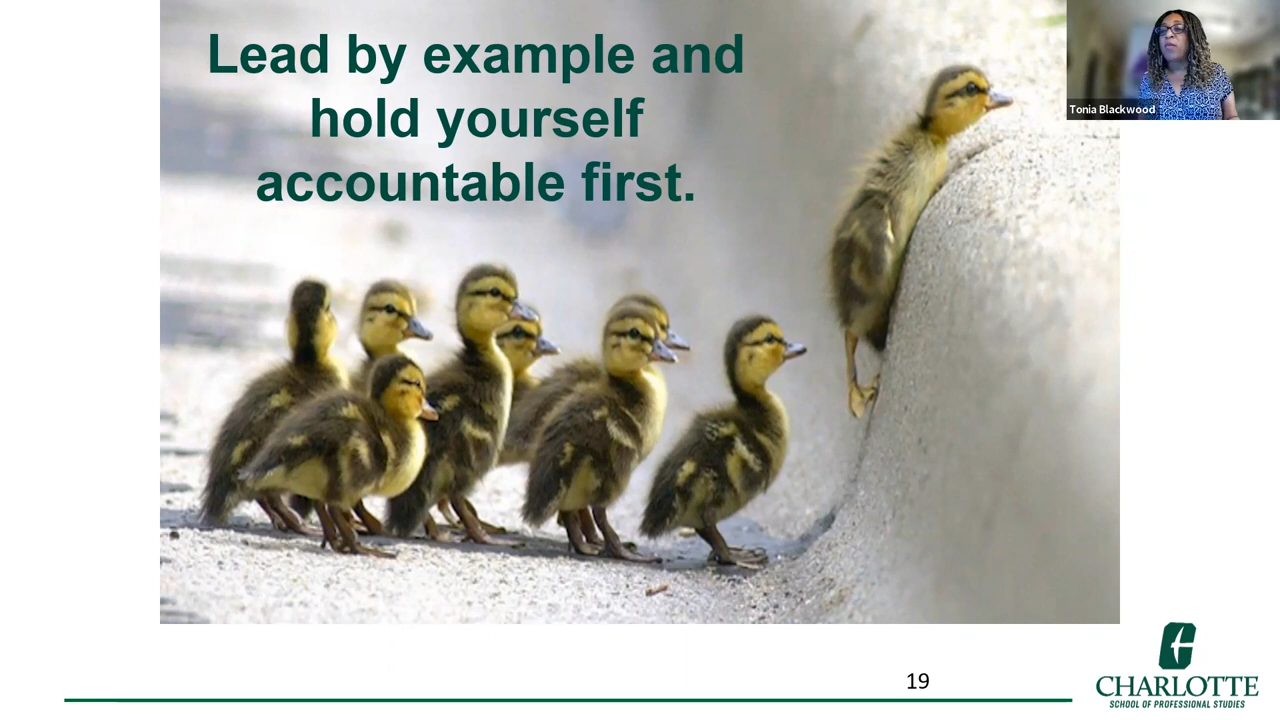 Lead by example and
hold yourself
accountable first.
Tonia Blackwood
19
CHARLOTTE
SCHOOL OF PROFESSIONAL STUDIES